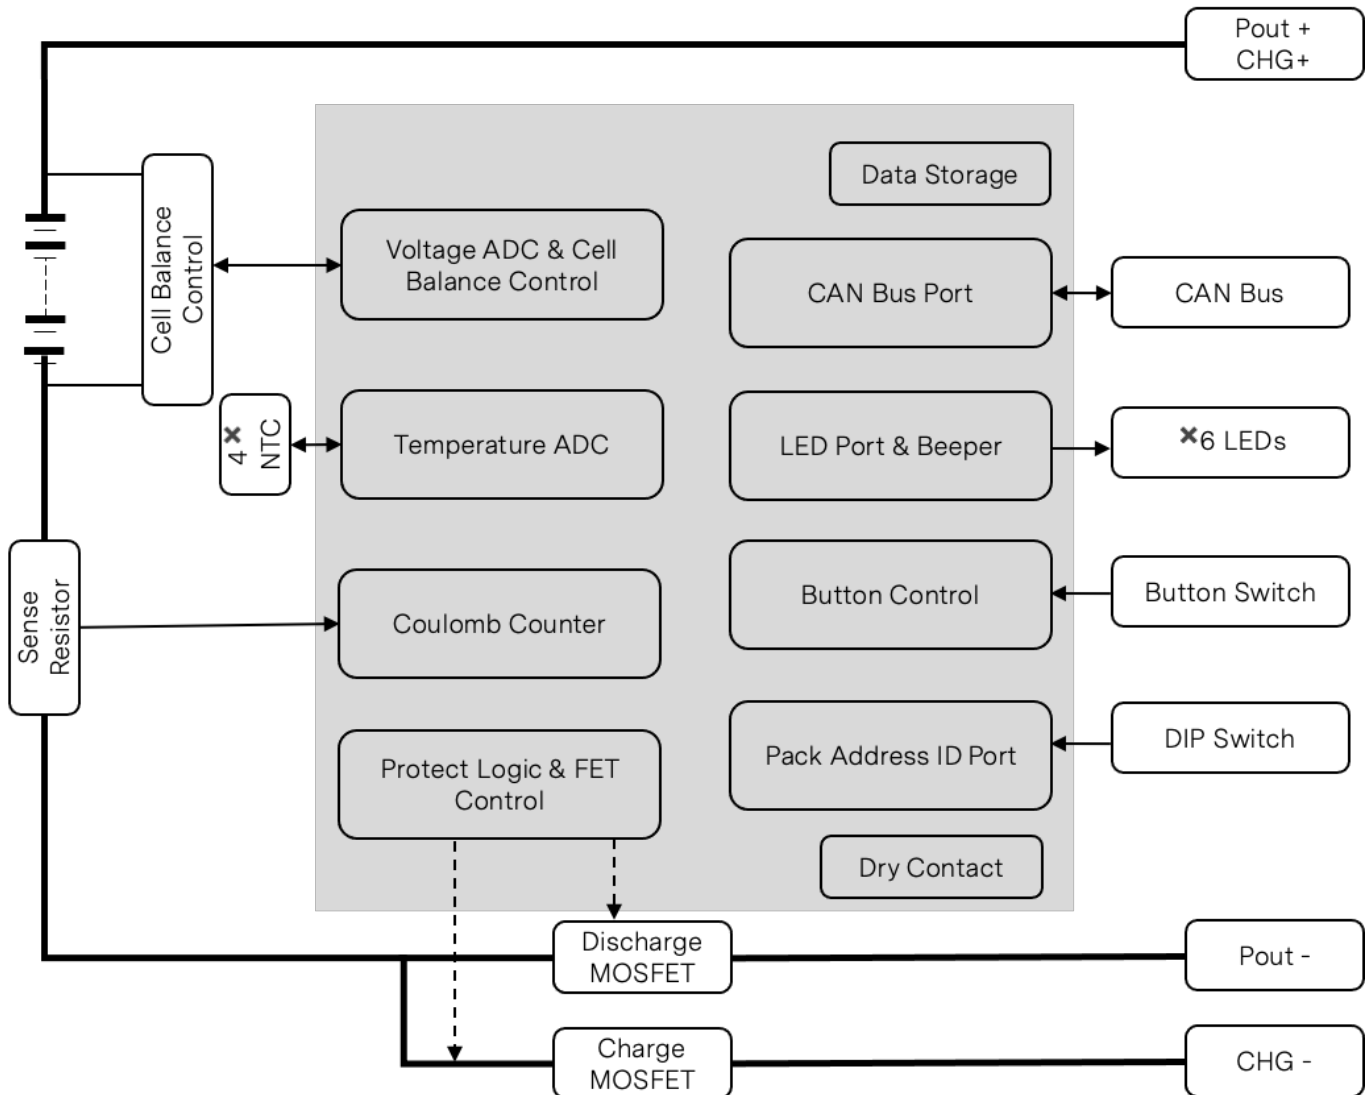 Pout +
CHG+
Data Storage
Cell Balance
Control
Voltage ADC & Cell
Balance Control
CAN Bus Port
CAN Bus
4×
NTC
Temperature ADC
LED Port & Beeper
×6 LEDs
Sense
Resistor
Coulomb Counter
Button Control
Button Switch
Protect Logic & FET
Control
Pack Address ID Port
DIP Switch
Dry Contact
Discharge
MOSFET
Pout -
Charge
MOSFET
CHG -